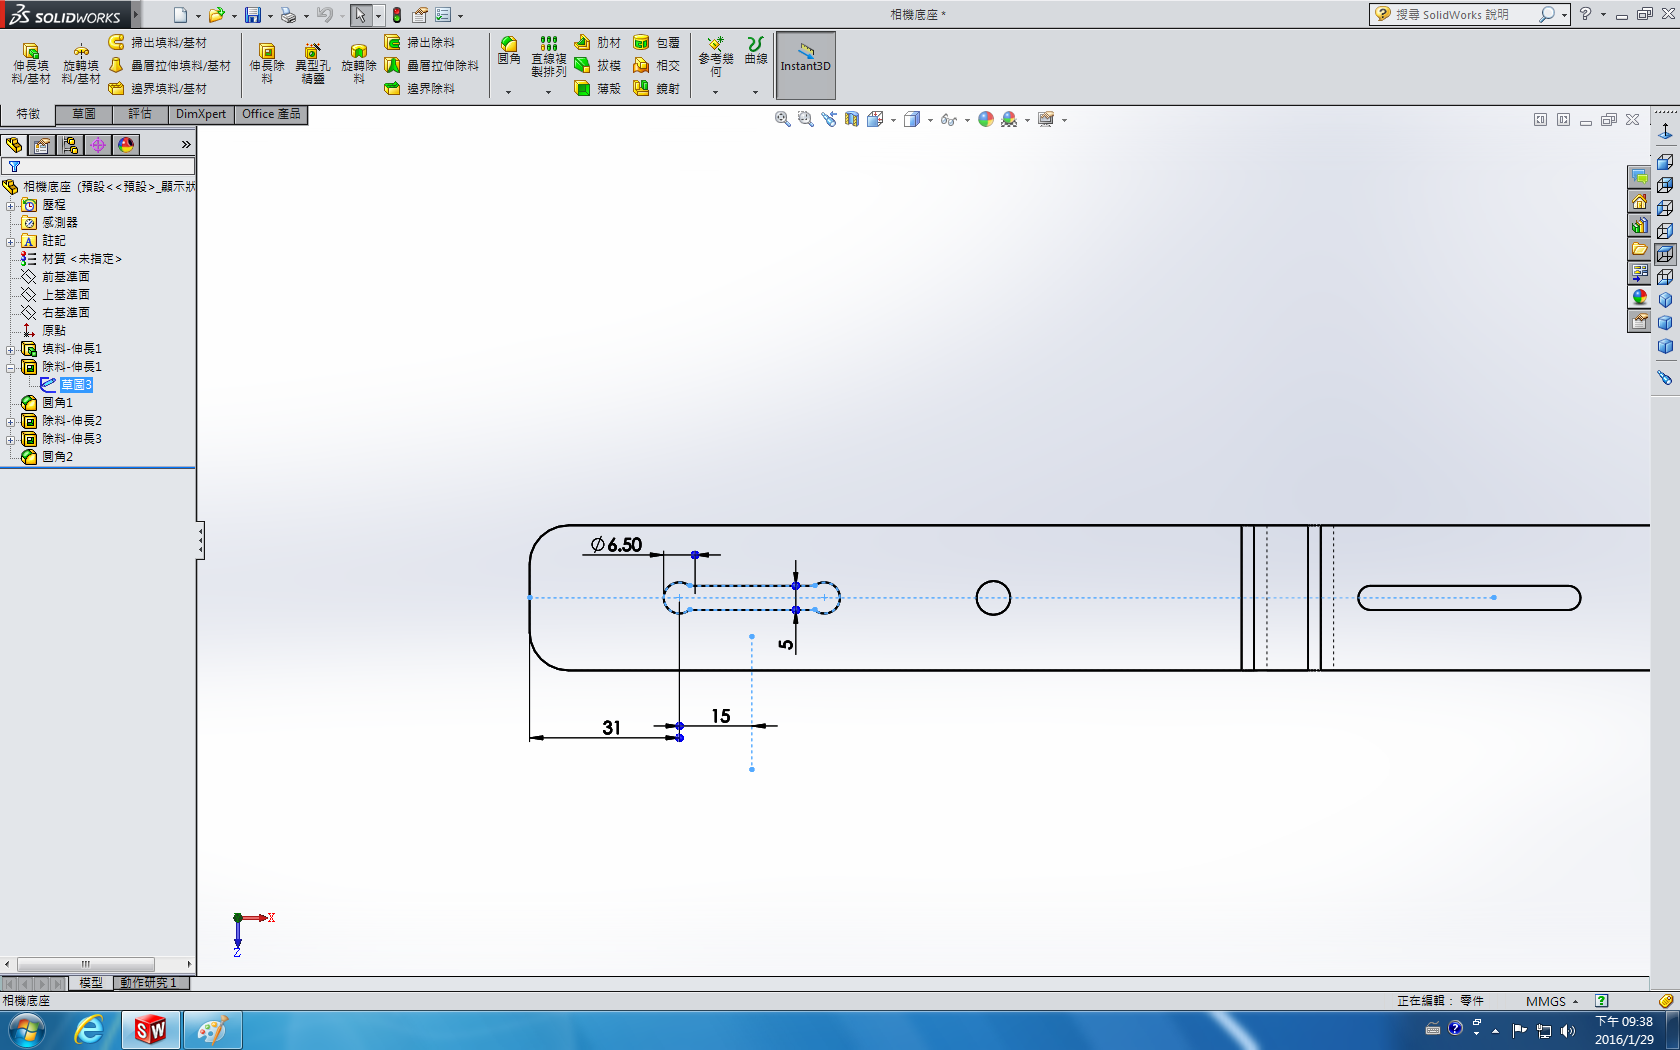 SOLIDWORKS
相機底座 *
搜尋 SolidWorks 說明
伸長填料/基材
旋轉填料/基材
掃出填料/基材
疊層拉伸填料/基材
邊界填料/基材
伸長除料
異型孔精靈
旋轉除料
掃出除料
疊層拉伸除料
邊界除料
圓角
直線複製排列
肋材
拔模
薄殼
包覆
相交
鏡射
參考幾何
曲線
Instant3D
特徵
草圖
評估
DimXpert
Office 產品
相機底座 (預設<<預設>_顯示狀
歷程
感測器
註記
材質 <未指定>
前基準面
上基準面
右基準面
原點
填料-伸長1
除料-伸長1
草圖3
圓角1
除料-伸長2
除料-伸長3
圓角2
∅6.50
5
15
31
X
Z
模型
動作研究 1
相機底座
正在編輯： 零件
MMGS
下午 09:38
2016/1/29